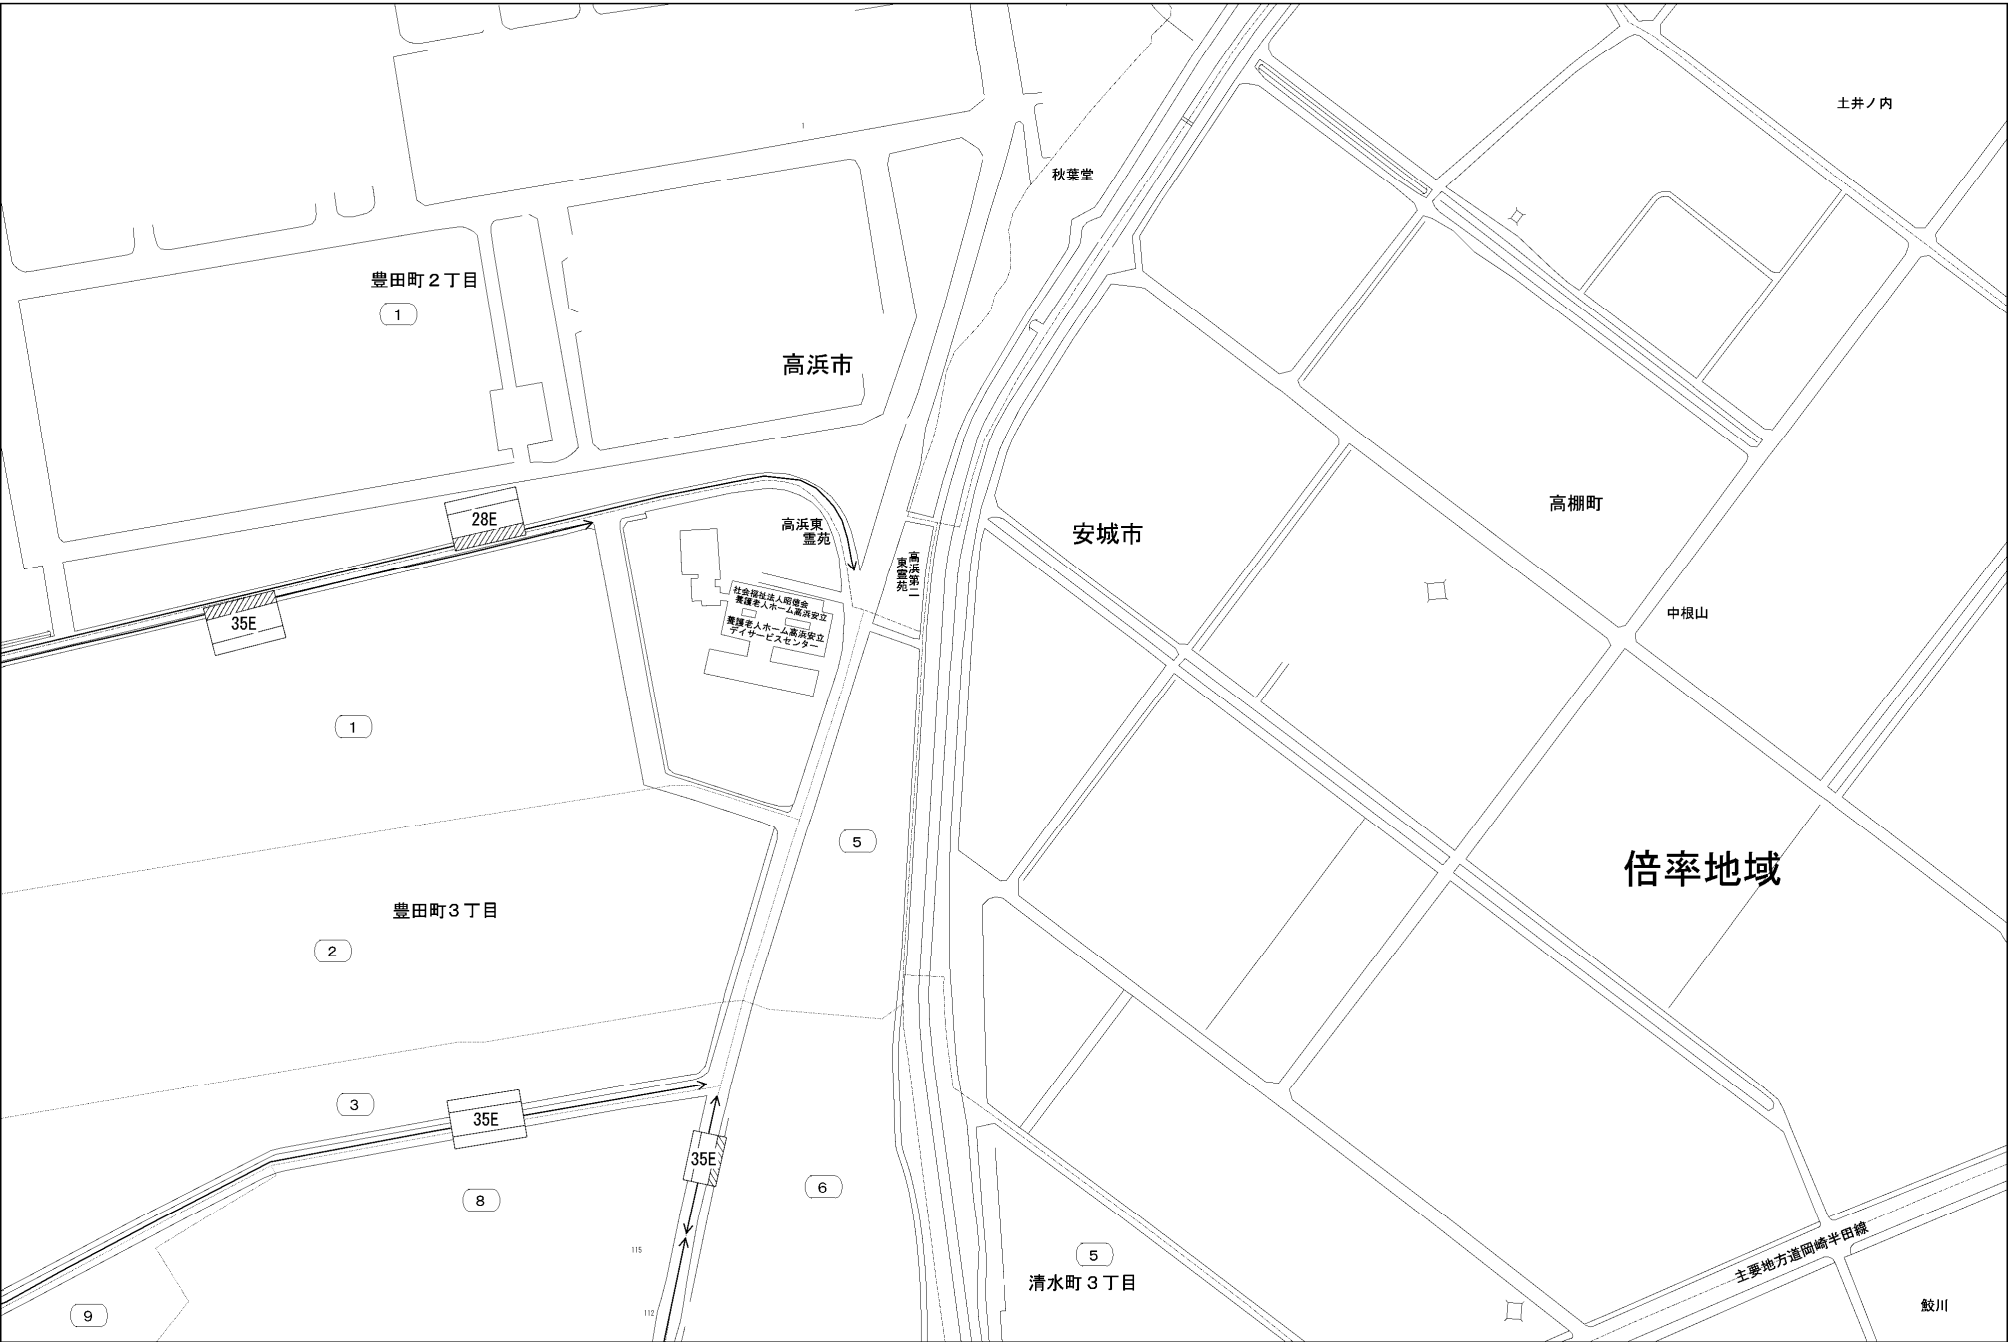 土井ノ内
1
秋葉堂
豊田町2丁目
1
高浜市
高棚町
28E
高浜東
霊苑
安城市
高浜第二
東霊苑
社会福祉法人昭徳会
養護老人ホーム高浜安立
養護老人ホーム高浜安立
デイサービスセンター
中根山
35E
1
5
倍率地域
豊田町3丁目
2
3
35E
35E
8
6
115
5
清水町3丁目
主要地方道岡崎半田線
112
9
鮫川